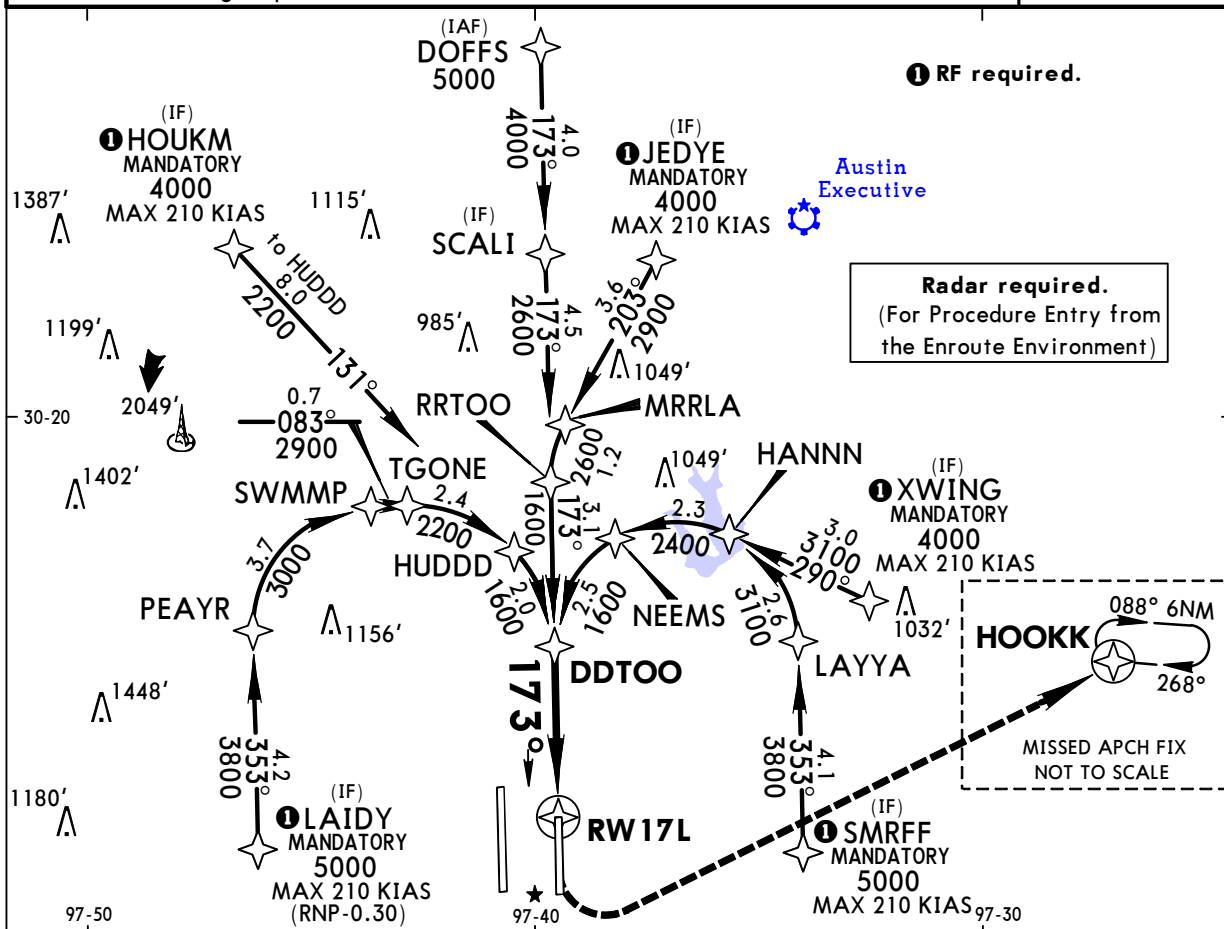 (IAF)
DOFFS
5000
❶ RF required.
4.0
173°
4000
(IF)
❶ HOUKM
MANDATORY
4000
MAX 210 KIAS
(IF)
❶ JEDYE
MANDATORY
4000
MAX 210 KIAS
Austin
Executive
1387'
1115'
(IF)
SCALI
to HUDDD
8.0
2200
131°
4.5
173°
2600
3.6
203°
2900
Radar required.
(For Procedure Entry from
the Enroute Environment)
1199'
985'
1049'
2049'
30-20
0.7
083°
2900
RRTOO
MRRLA
2600
1.2
1402'
TGONE
SWMMP
2.4
2200
1600
173°
3.1
1049'
HANNN
2.3
2400
(IF)
❶ XWING
MANDATORY
4000
MAX 210 KIAS
3.0
3100
290°
1032'
3.7
3000
HUDDD
2.0
1600
2.5
1600
NEEMS
2.6
3100
PEAYR
1156'
DDTOO
LAYYA
088° 6NM
HOOKK
268°
MISSED APCH FIX
NOT TO SCALE
1448'
173°
4.2
353°
3800
4.1
353°
3800
1180'
(IF)
❶ LAIDY
MANDATORY
5000
MAX 210 KIAS
(RNP-0.30)
RW17L
(IF)
❶ SMRFF
MANDATORY
5000
MAX 210 KIAS
97-50
97-40
97-30